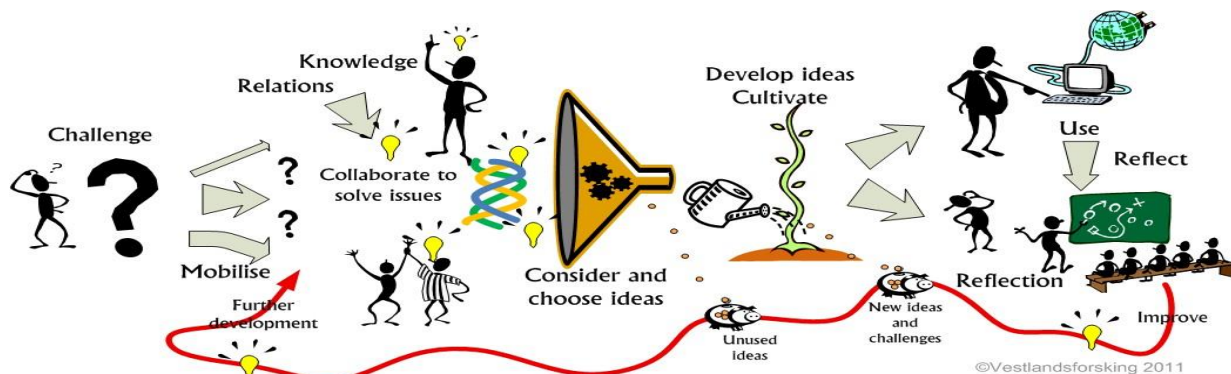 Challenge
?
?
Mobilise
?
?
Knowledge
Relations
Collaborate to
solve issues
Consider and
choose ideas
Develop ideas
Cultivate
Use
Reflect
Reflection
Improve
New ideas
and
challenges
Unused
ideas
Further
development
©Vestlandsforsking 2011